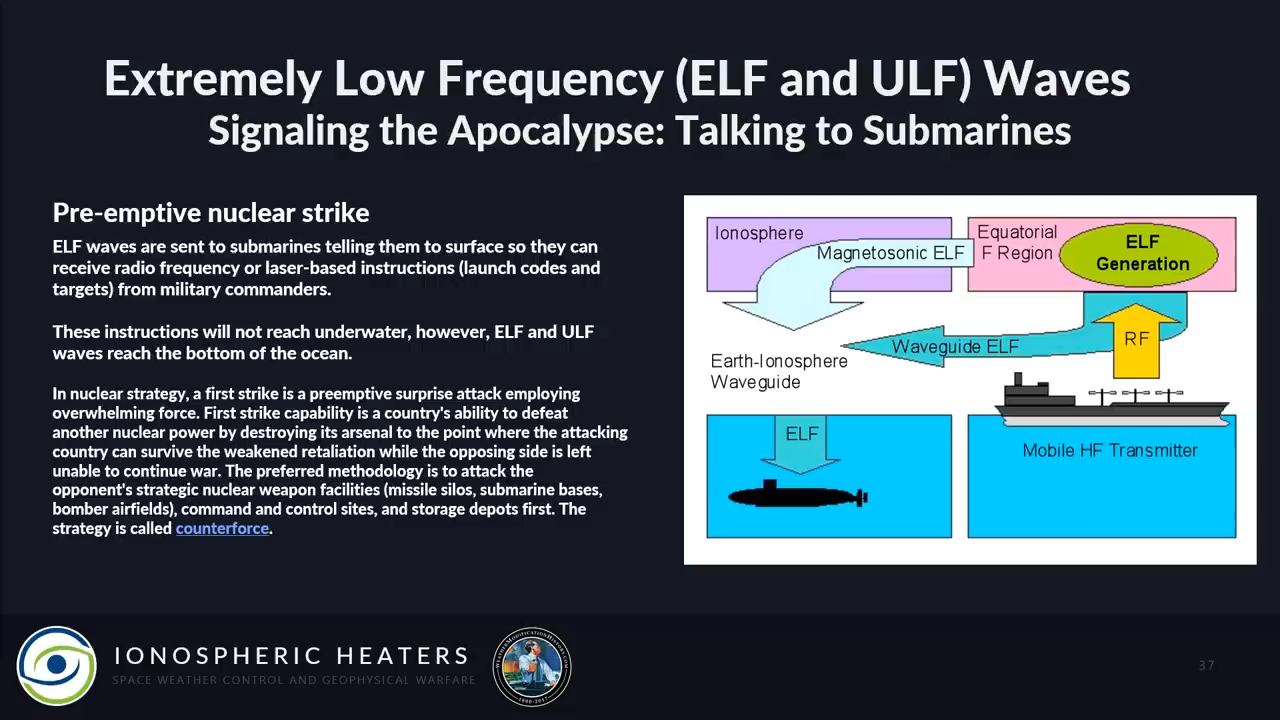 Extremely Low Frequency (ELF and ULF) Waves
Signaling the Apocalypse: Talking to Submarines
Pre-emptive nuclear strike
ELF waves are sent to submarines telling them to surface so they can
receive radio frequency or laser-based instructions (launch codes and
targets) from military commanders.
These instructions will not reach underwater, however, ELF and ULF
waves reach the bottom of the ocean.
In nuclear strategy, a first strike is a preemptive surprise attack employing
overwhelming force. First strike capability is a country's ability to defeat
another nuclear power by destroying its arsenal to the point where the attacking
country can survive the weakened retaliation while the opposing side is left
unable to continue war. The preferred methodology is to attack the
opponent's strategic nuclear weapon facilities (missile silos, submarine bases,
bomber airfields), command and control sites, and storage depots first. The
strategy is called counterforce.
Ionosphere
Magnetosonic ELF
Equatorial
F Region
ELF
Generation
Waveguide ELF
RF
Earth-Ionosphere
Waveguide
ELF
Mobile HF Transmitter
IONOSPHERIC HEATERS
SPACE WEATHER CONTROL AND GEOPHYSICAL WARFARE
WEATHERMODIFICATIONHISTORY.COM
37